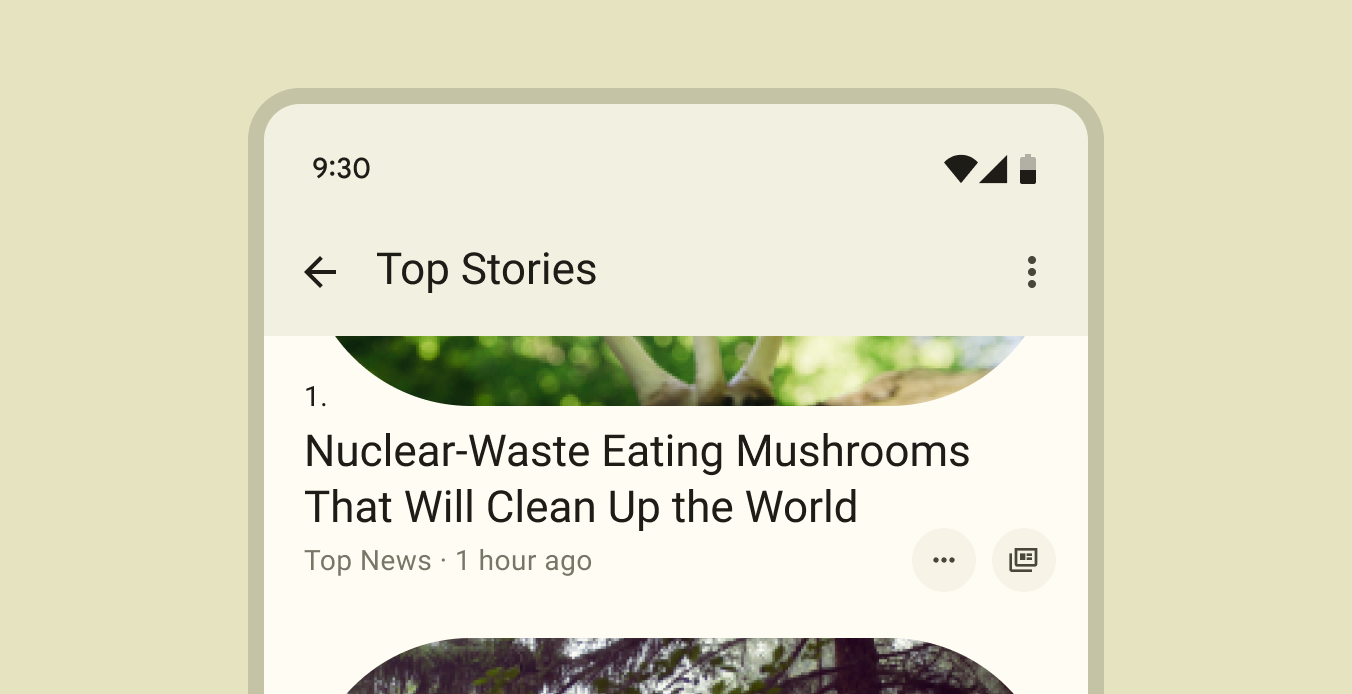 9:30
Top Stories
1.
Nuclear-Waste Eating Mushrooms
That Will Clean Up the World
Top News · 1 hour ago